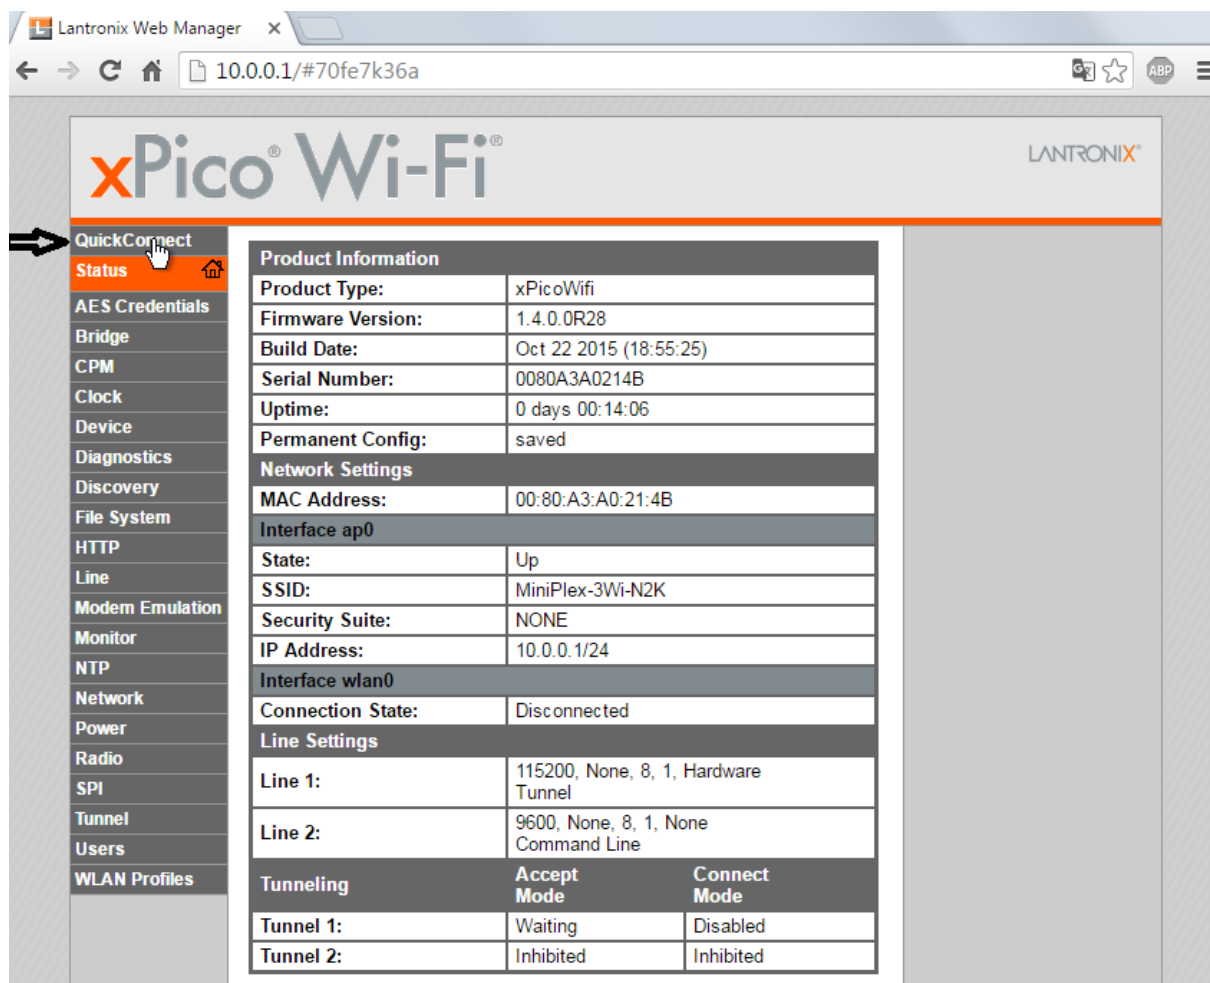 Lantronix Web Manager
10.0.0.1/#70fe7k36a
ABP
xPico® Wi-Fi®
LANTRONIX®
QuickConnect
Status
AES Credentials
Bridge
CPM
Clock
Device
Diagnostics
Discovery
File System
HTTP
Line
Modem Emulation
Monitor
NTP
Network
Power
Radio
SPI
Tunnel
Users
WLAN Profiles
Product Information
Product Type: xPicoWifi
Firmware Version: 1.4.0.0R28
Build Date: Oct 22 2015 (18:55:25)
Serial Number: 0080A3A0214B
Uptime: 0 days 00:14:06
Permanent Config: saved
Network Settings
MAC Address: 00:80:A3:A0:21:4B
Interface ap0
State: Up
SSID: MiniPlex-3Wi-N2K
Security Suite: NONE
IP Address: 10.0.0.1/24
Interface wlan0
Connection State: Disconnected
Line Settings
Line 1: 115200, None, 8, 1, Hardware
Tunnel
Line 2: 9600, None, 8, 1, None
Command Line
Tunneling Accept Mode Connect Mode
Tunnel 1: Waiting Disabled
Tunnel 2: Inhibited Inhibited